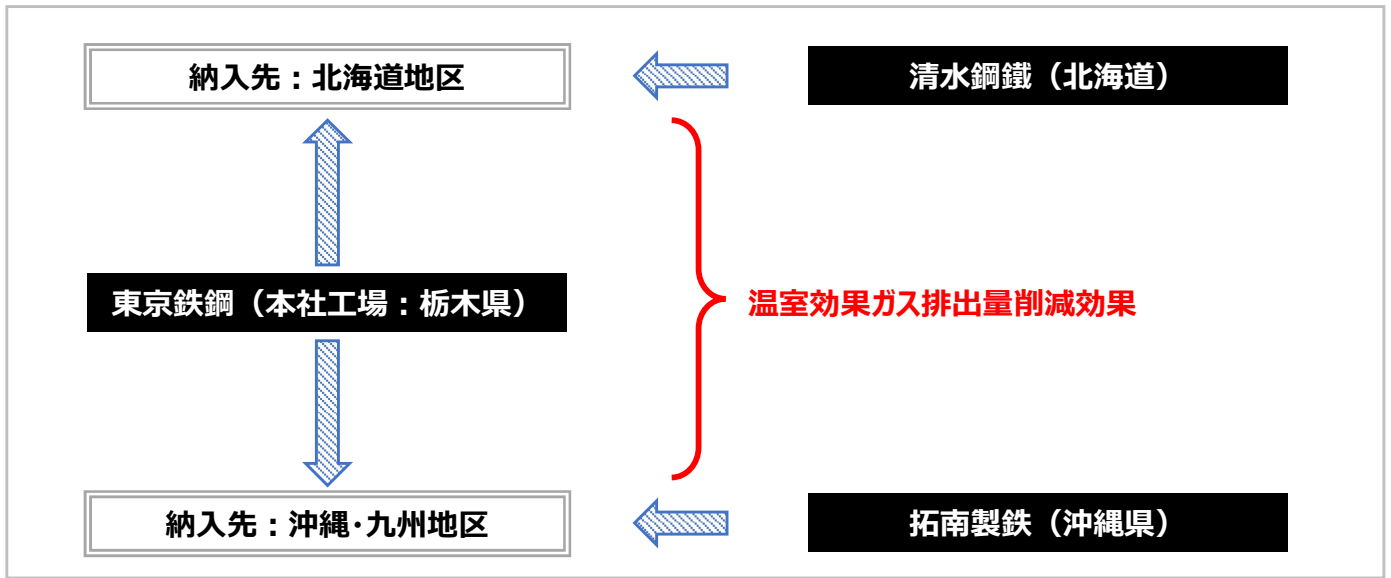 納入先：北海道地区
清水鋼鐵（北海道）
東京鉄鋼（本社工場：栃木県）
温室効果ガス排出量削減効果
納入先：沖縄・九州地区
拓南製鉄（沖縄県）